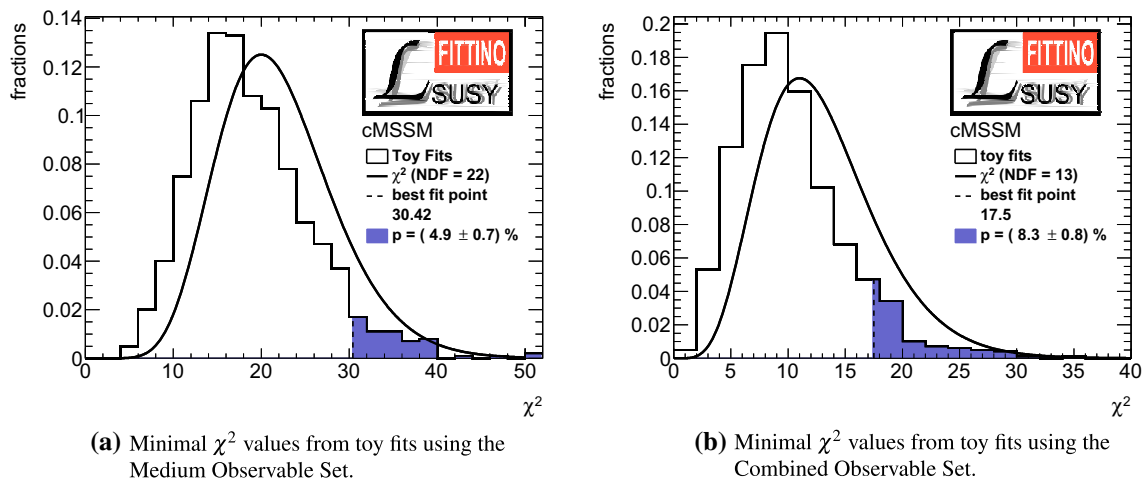 fractions
0.14
0.12
0.1
0.08
0.06
0.04
0.02
0
0 10 20 30 40 50
χ²
L FITTINO SUSY
cMSSM
Toy Fits
χ² (NDF = 22)
best fit point
30.42
p = ( 4.9 ± 0.7) %
(a) Minimal χ² values from toy fits using the
Medium Observable Set.
fractions
0.2
0.18
0.16
0.14
0.12
0.1
0.08
0.06
0.04
0.02
0
0 5 10 15 20 25 30 35 40
χ²
L FITTINO SUSY
cMSSM
toy fits
χ² (NDF = 13)
best fit point
17.5
p = ( 8.3 ± 0.8) %
(b) Minimal χ² values from toy fits using the
Combined Observable Set.